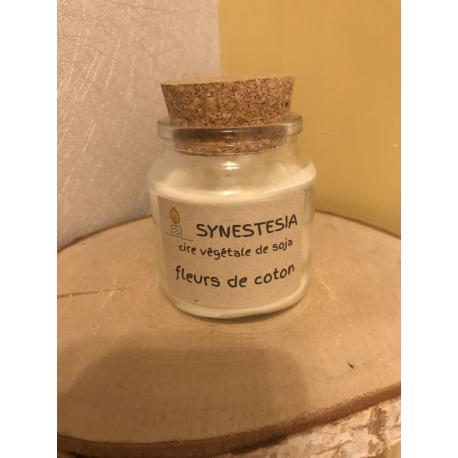 SYNESTESIA
cire végétale de soja
fleurs de coton